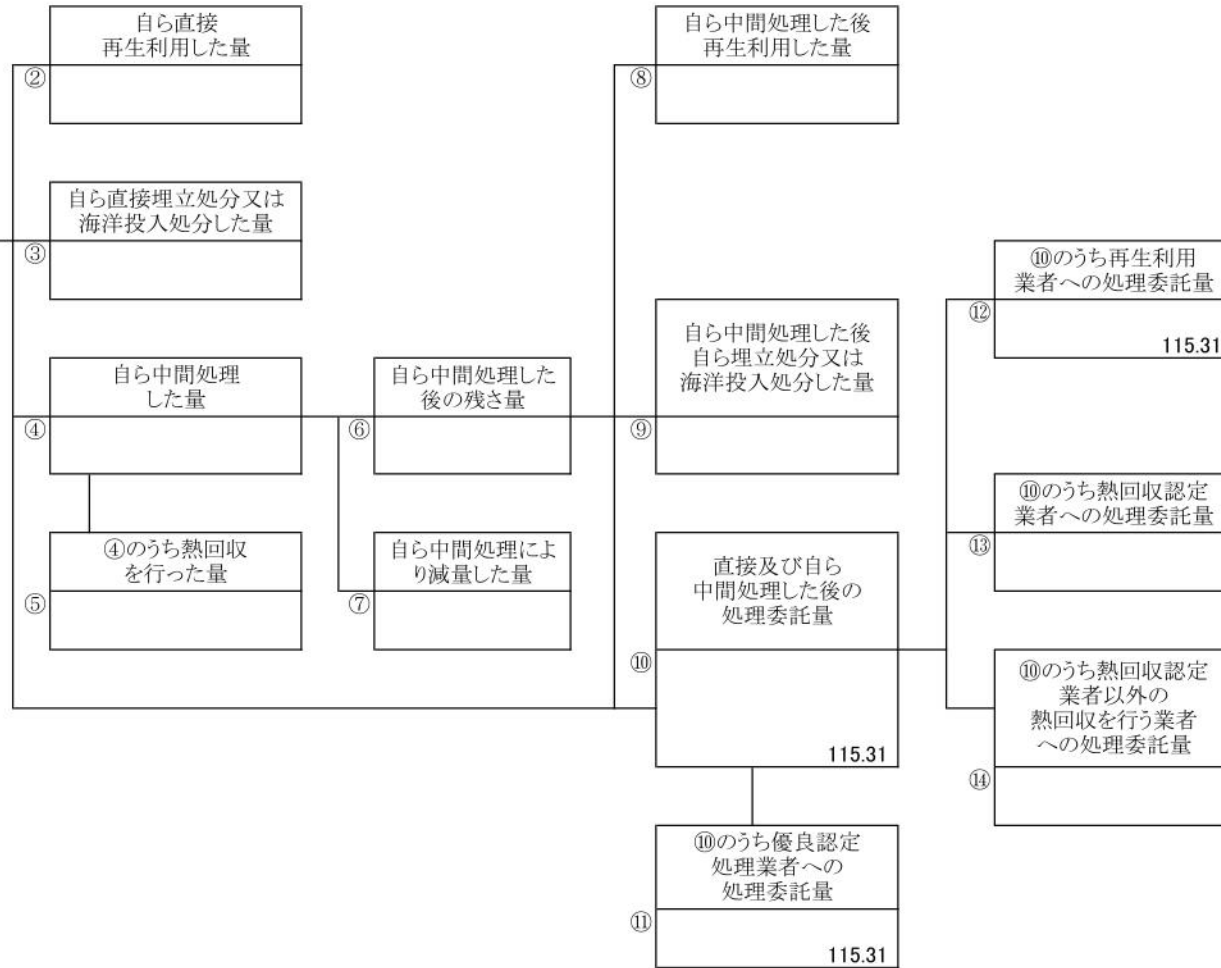 自ら直接
再生利用した量
②
自ら中間処理した後
再生利用した量
⑧
自ら直接埋立処分又は
海洋投入処分した量
③
⑩のうち再生利用
業者への処理委託量
⑫
115.31
自ら中間処理した後
自ら埋立処分又は
海洋投入処分した量
⑨
自ら中間処理
した量
④
自ら中間処理した
後の残さ量
⑥
⑩のうち熱回収認定
業者への処理委託量
⑬
④のうち熱回収
を行った量
⑤
自ら中間処理によ
り減量した量
⑦
直接及び自ら
中間処理した後の
処理委託量
⑩
115.31
⑩のうち熱回収認定
業者以外の
熱回収を行う業者
への処理委託量
⑭
⑩のうち優良認定
処理業者への
処理委託量
⑪
115.31